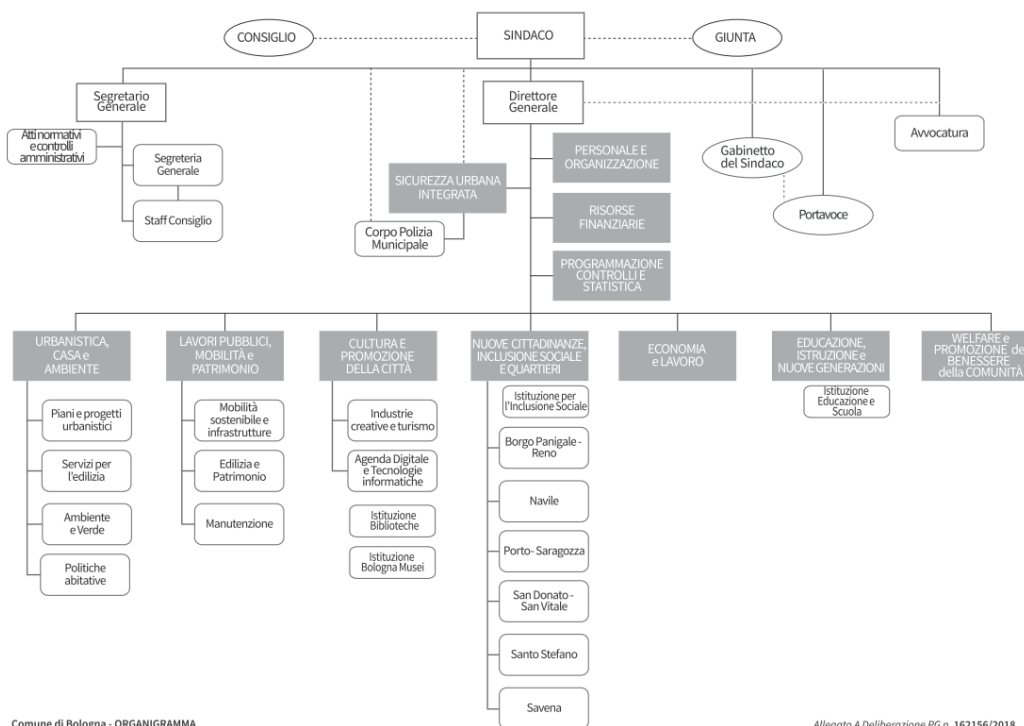 CONSIGLIO
SINDACO
GIUNTA
Segretario
Generale
Direttore
Generale
Atti normativi
e controlli
amministrativi
Segreteria
Generale
Staff Consiglio
SICUREZZA URBANA
INTEGRATA
Corpo Polizia
Municipale
PERSONALE E
ORGANIZZAZIONE
RISORSE
FINANZIARIE
PROGRAMMAZIONE
CONTROLLI E
STATISTICA
Gabinetto
del Sindaco
Portavoce
Avvocatura
URBANISTICA,
CASA e
AMBIENTE
Piani e progetti
urbanistici
Servizi per
l'edilizia
Ambiente
e Verde
Politiche
abitative
LAVORI PUBBLICI,
MOBILITÀ e
PATRIMONIO
Mobilità
sostenibile e
infrastrutture
Edilizia e
Patrimonio
Manutenzione
CULTURA E
PROMOZIONE
DELLA CITTÀ
Industrie
creative e turismo
Agenda Digitale
e Tecnologie
informatiche
Istituzione
Biblioteche
Istituzione
Bologna Musei
NUOVE CITTADINANZE,
INCLUSIONE SOCIALE
E QUARTIERI
Istituzione per
l'Inclusione Sociale
Borgo Panigale -
Reno
Navile
Porto- Saragozza
San Donato -
San Vitale
Santo Stefano
Savena
ECONOMIA
e LAVORO
EDUCAZIONE,
ISTRUZIONE e
NUOVE GENERAZIONI
Istituzione
Educazione e
Scuola
WELFARE e
PROMOZIONE de
BENESSERE
della COMUNITÀ
Comune di Bologna - ORGANIGRAMMA
Allegato A Deliberazione PG n. 162156/2018